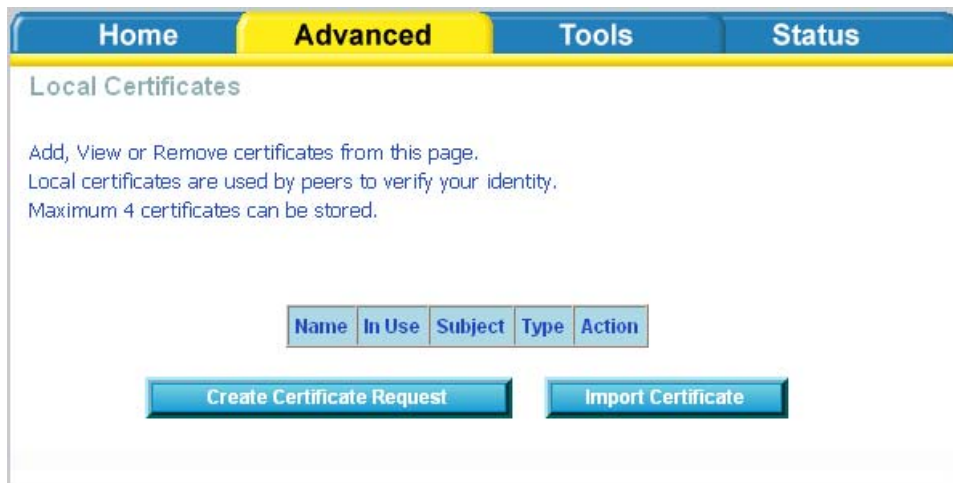 Home Advanced Tools Status
Local Certificates
Add, View or Remove certificates from this page.
Local certificates are used by peers to verify your identity.
Maximum 4 certificates can be stored.
Name In Use Subject Type Action
Create Certificate Request Import Certificate